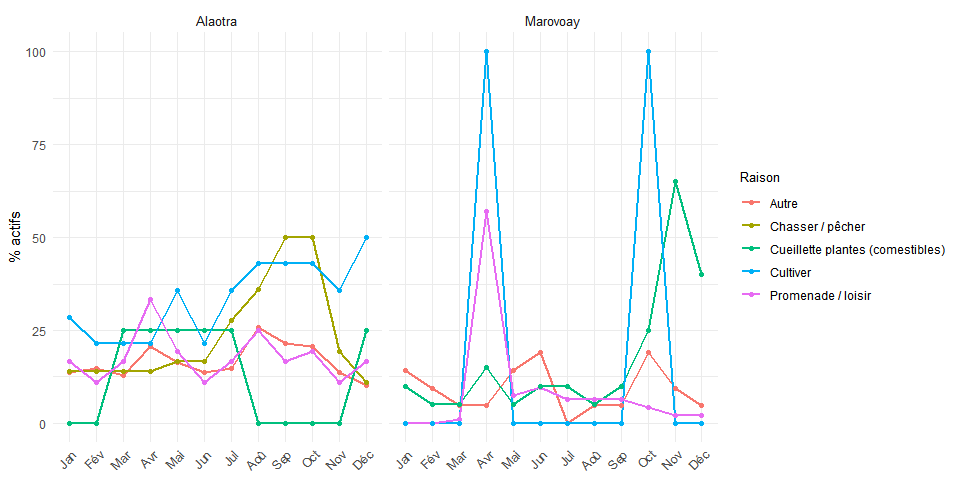 Alaotra
Marovoay
% actifs
100
75
50
25
0
Jan Fév Mar Avr Mai Jun Jul Aoû Sep Oct Nov Déc
Jan Fév Mar Avr Mai Jun Jul Aoû Sep Oct Nov Déc
Raison
Autre
Chasser / pêcher
Cueillette plantes (comestibles)
Cultiver
Promenade / loisir